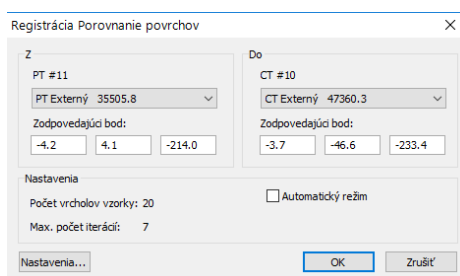 Registrácia Porovnanie povrchov
Z
PT #11
PT Externý 35505.8
Zodpovedajúci bod:
-4.2 4.1 -214.0
Do
CT #10
CT Externý 47360.3
Zodpovedajúci bod:
-3.7 -46.6 -233.4
Nastavenia
Počet vrcholov vzorky: 20
Max. počet iterácií: 7
Automatický režim
Nastavenia...
OK
Zrušiť